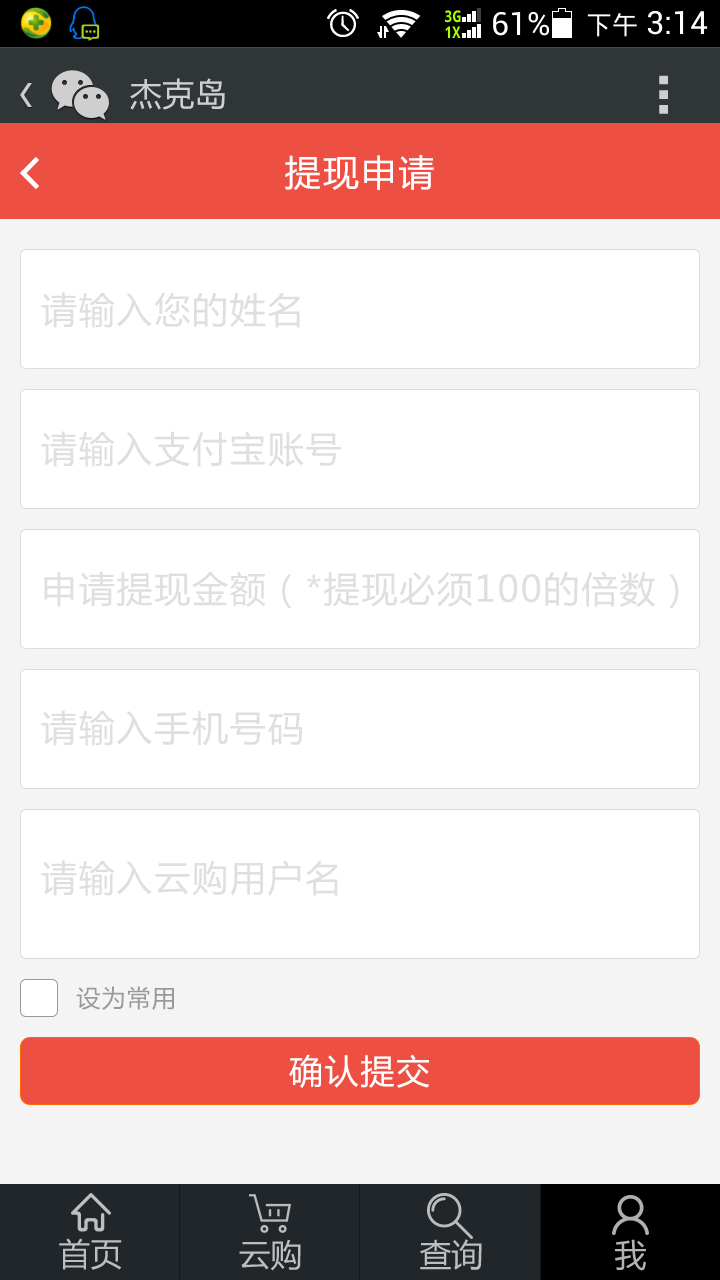 3G
1X
61%
下午 3:14
杰克岛
提现申请
请输入您的姓名
请输入支付宝账号
申请提现金额（*提现必须100的倍数）
请输入手机号码
请输入云购用户名
设为常用
确认提交
首页
云购
查询
我